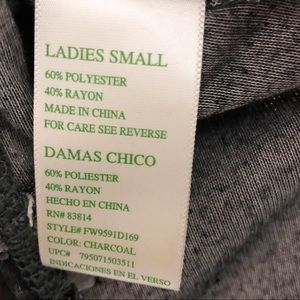 LADIES SMALL
60% POLYESTER
40% RAYON
MADE IN CHINA
FOR CARE SEE REVERSE
DAMAS CHICO
60% POLIESTER
40% RAYON
HECHO EN CHINA
RN# 83814
STYLE# FW9591D169
COLOR: CHARCOAL
UPC# 795071503511
INDICACIONES EN EL VERSO